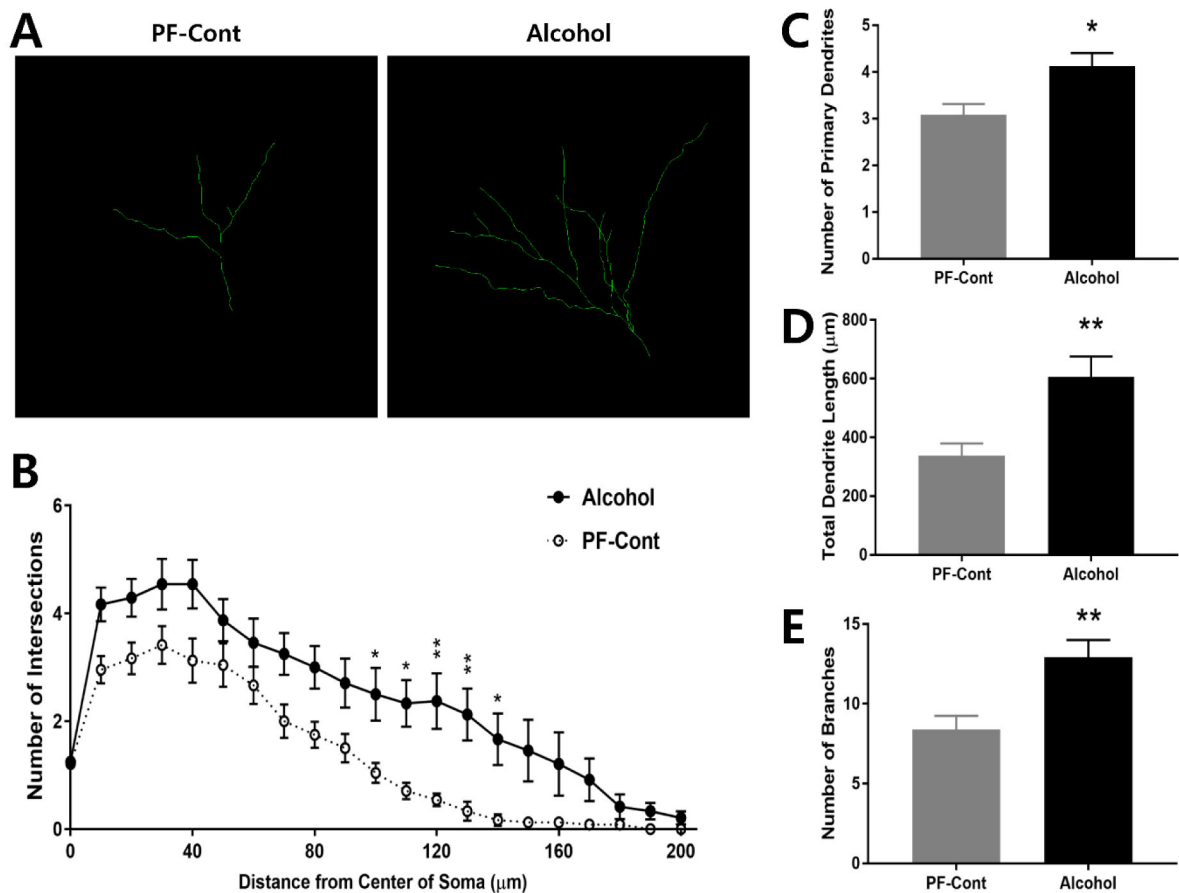 A
PF-Cont
Alcohol
B
Number of Intersections
6
4
2
0
* * ** ** *
Alcohol
PF-Cont
0 40 80 120 160 200
Distance from Center of Soma (μm)
C
Number of Primary Dendrites
5
4
3
2
1
0
*
PF-Cont Alcohol
D
Total Dendrite Length (μm)
800
600
400
200
0
**
PF-Cont Alcohol
E
Number of Branches
15
10
5
0
**
PF-Cont Alcohol